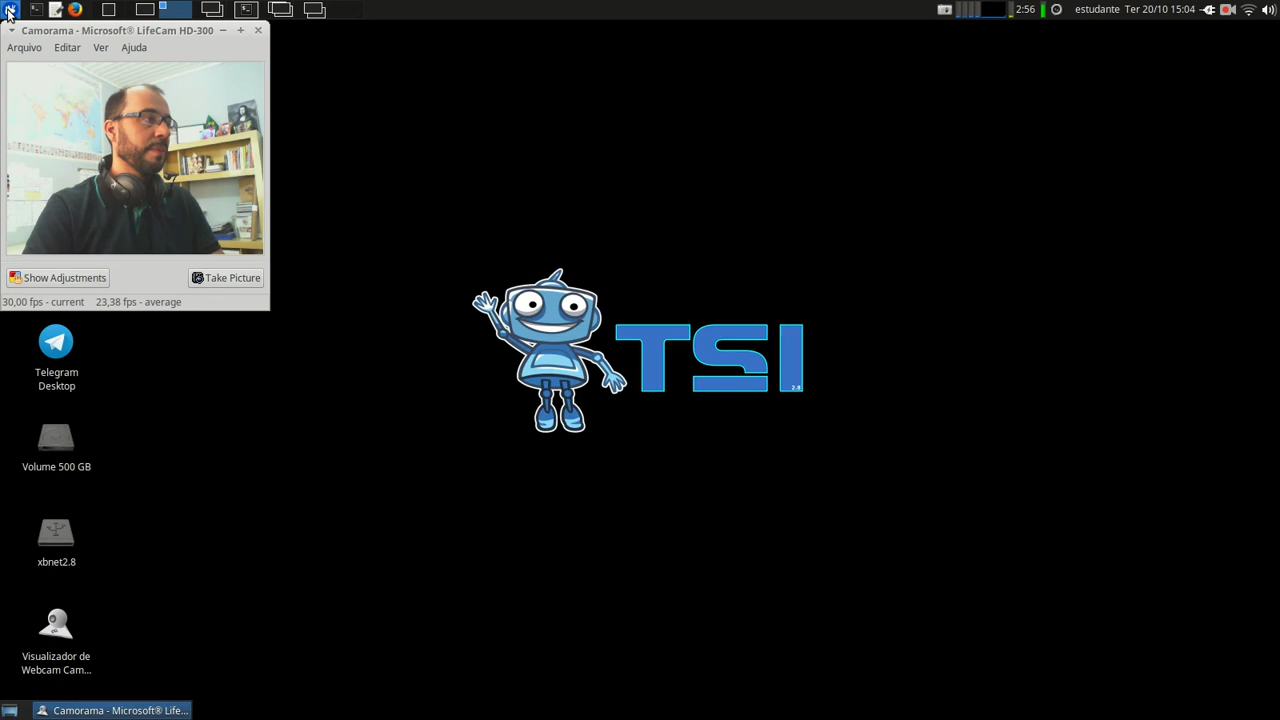 2:56 estudante Ter 20/10 15:04
Camorama - Microsoft® LifeCam HD-300
Arquivo Editar Ver Ajuda
Show Adjustments Take Picture
30,00 fps - current 23,38 fps - average
Telegram
Desktop
TSI
2.8
Volume 500 GB
xbnet2.8
Visualizador de
Webcam Cam...
Camorama - Microsoft® Life...